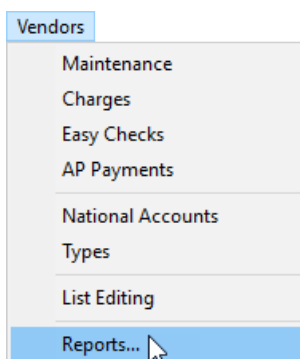 Vendors
Maintenance
Charges
Easy Checks
AP Payments
National Accounts
Types
List Editing
Reports...